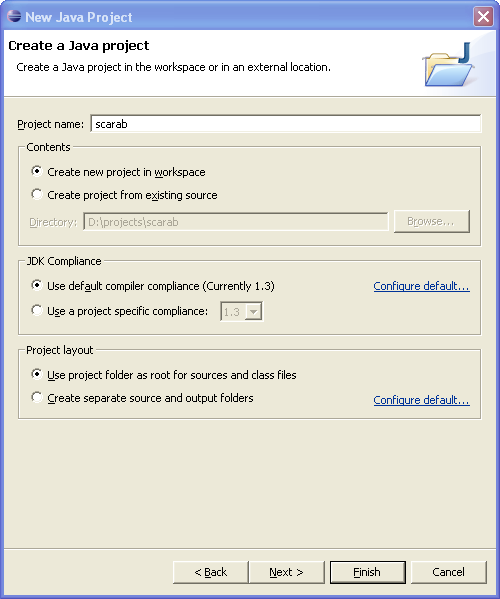 New Java Project
Create a Java project
Create a Java project in the workspace or in an external location.
Project name: scarab
Contents
Create new project in workspace
Create project from existing source
Directory: D:\projects\scarab Browse...
JDK Compliance
Use default compiler compliance (Currently 1.3) Configure default...
Use a project specific compliance: 1.3
Project layout
Use project folder as root for sources and class files
Create separate source and output folders Configure default...
< Back Next > Finish Cancel